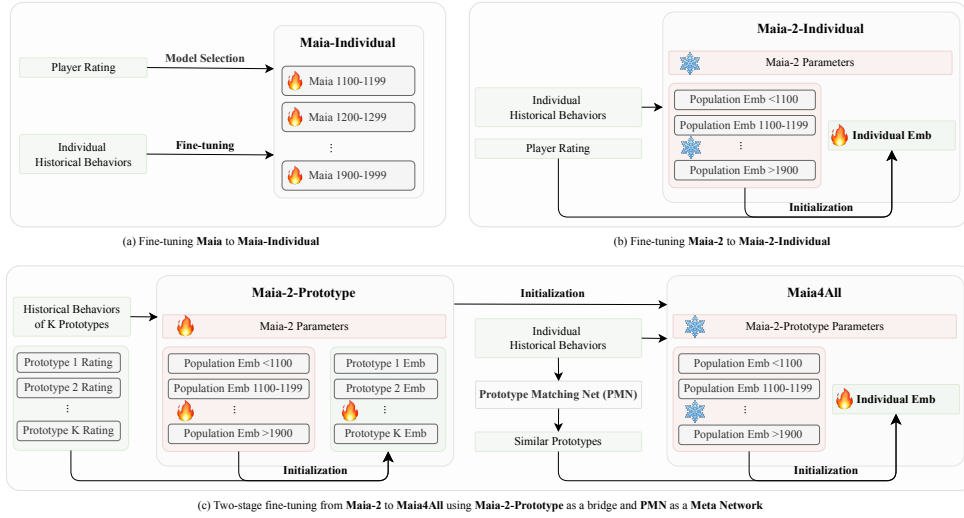 Maia-Individual
Player Rating
Model Selection
Maia 1100-1199
Maia 1200-1299
⋮
Individual
Historical Behaviors
Fine-tuning
Maia 1900-1999
(a) Fine-tuning Maia to Maia-Individual
Maia-2-Individual
Maia-2 Parameters
Individual
Historical Behaviors
Player Rating
Population Emb <1100
Population Emb 1100-1199
⋮
Population Emb >1900
Individual Emb
Initialization
(b) Fine-tuning Maia-2 to Maia-2-Individual
Maia-2-Prototype
Historical Behaviors
of K Prototypes
Maia-2 Parameters
Prototype 1 Rating
Prototype 2 Rating
⋮
Prototype K Rating
Population Emb <1100
Population Emb 1100-1199
⋮
Population Emb >1900
Prototype 1 Emb
Prototype 2 Emb
⋮
Prototype K Emb
Initialization
Initialization
Maia4All
Individual
Historical Behaviors
Maia-2-Prototype Parameters
Prototype Matching Net (PMN)
Similar Prototypes
Population Emb <1100
Population Emb 1100-1199
⋮
Population Emb >1900
Individual Emb
Initialization
(c) Two-stage fine-tuning from Maia-2 to Maia4All using Maia-2-Prototype as a bridge and PMN as a Meta Network